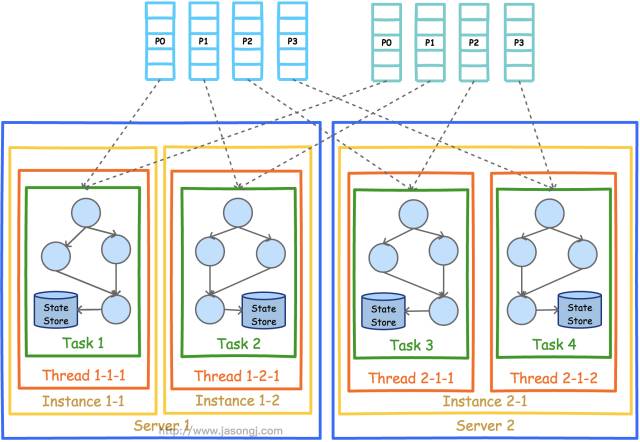 P0 P1 P2 P3 P0 P1 P2 P3
State Store State Store State Store State Store
Task 1 Task 2 Task 3 Task 4
Thread 1-1-1 Thread 1-2-1 Thread 2-1-1 Thread 2-1-2
Instance 1-1 Instance 1-2 Instance 2-1
Server 1 http://www.jasongj.com Server 2